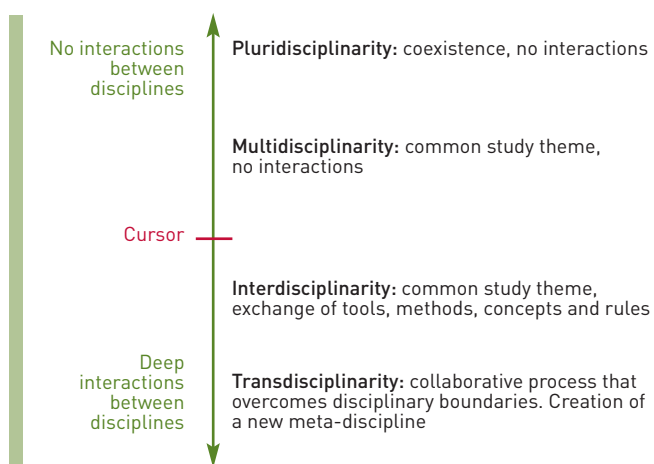 No interactions
between
disciplines
Pluridisciplinarity: coexistence, no interactions
Multidisciplinarity: common study theme,
no interactions
Cursor
Interdisciplinarity: common study theme,
exchange of tools, methods, concepts and rules
Deep
interactions
between
disciplines
Transdisciplinarity: collaborative process that
overcomes disciplinary boundaries. Creation of
a new meta-discipline